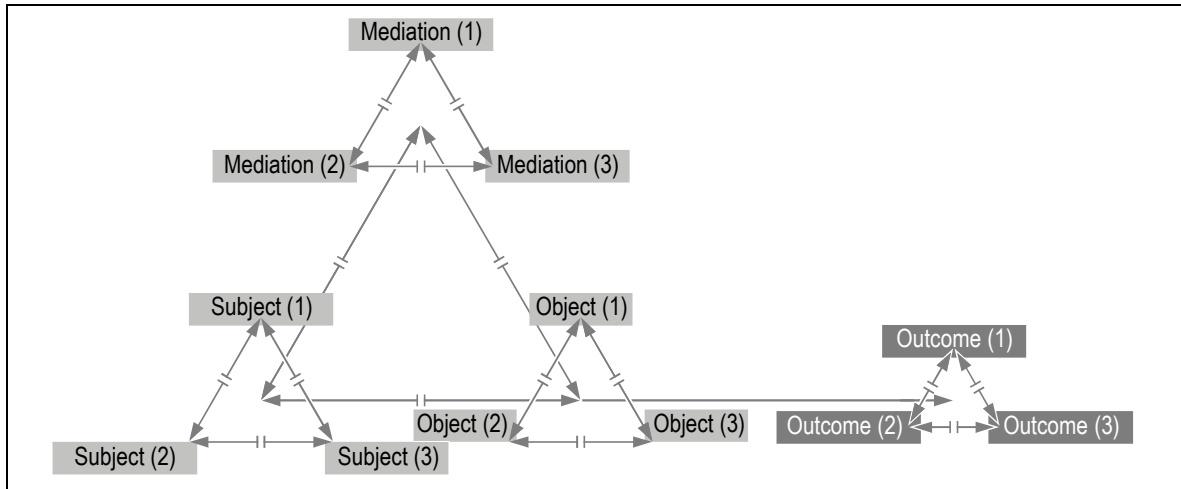 Mediation (1)
Mediation (2)
Mediation (3)
Subject (1)
Object (1)
Outcome (1)
Object (2)
Object (3)
Outcome (2)
Outcome (3)
Subject (2)
Subject (3)